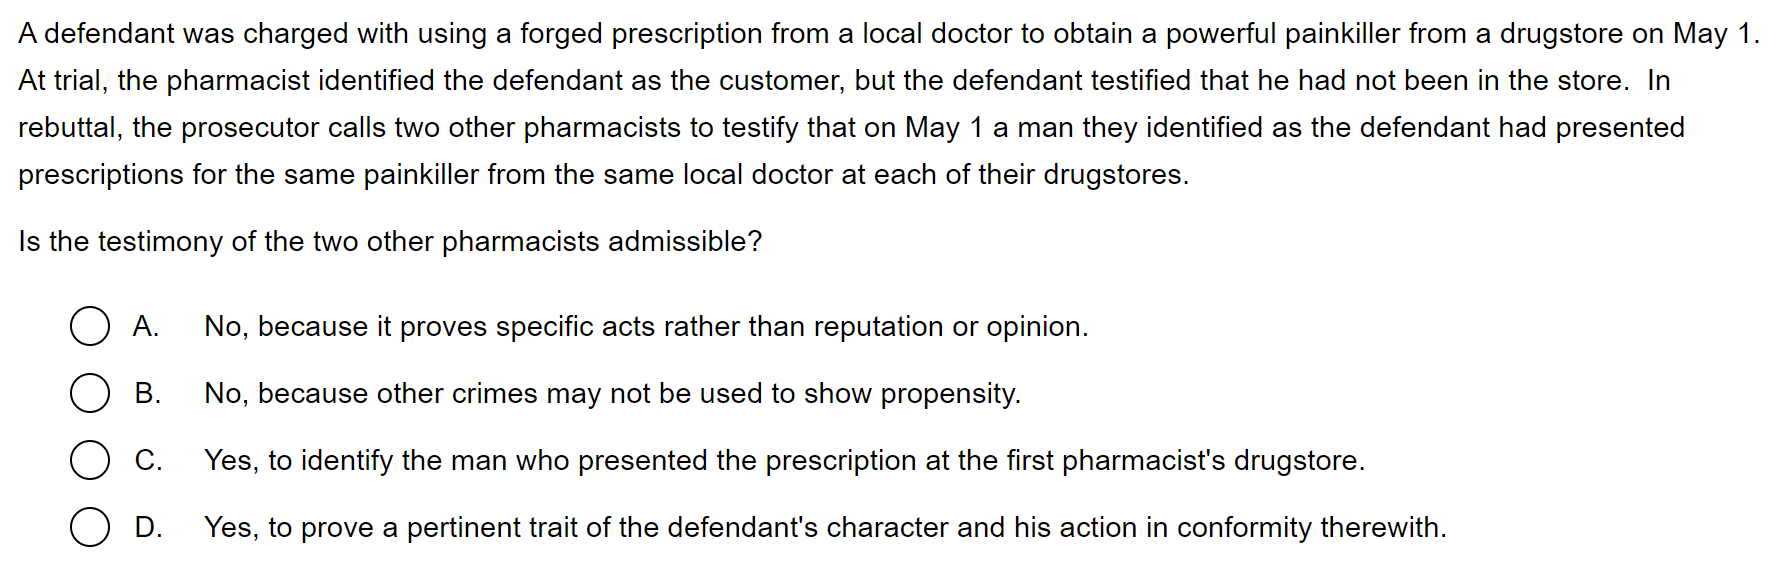 A defendant was charged with using a forged prescription from a local doctor to obtain a powerful painkiller from a drugstore on May 1.
At trial, the pharmacist identified the defendant as the customer, but the defendant testified that he had not been in the store.  In
rebuttal, the prosecutor calls two other pharmacists to testify that on May 1 a man they identified as the defendant had presented
prescriptions for the same painkiller from the same local doctor at each of their drugstores.
Is the testimony of the two other pharmacists admissible?
A. No, because it proves specific acts rather than reputation or opinion.
B. No, because other crimes may not be used to show propensity.
C. Yes, to identify the man who presented the prescription at the first pharmacist's drugstore.
D. Yes, to prove a pertinent trait of the defendant's character and his action in conformity therewith.